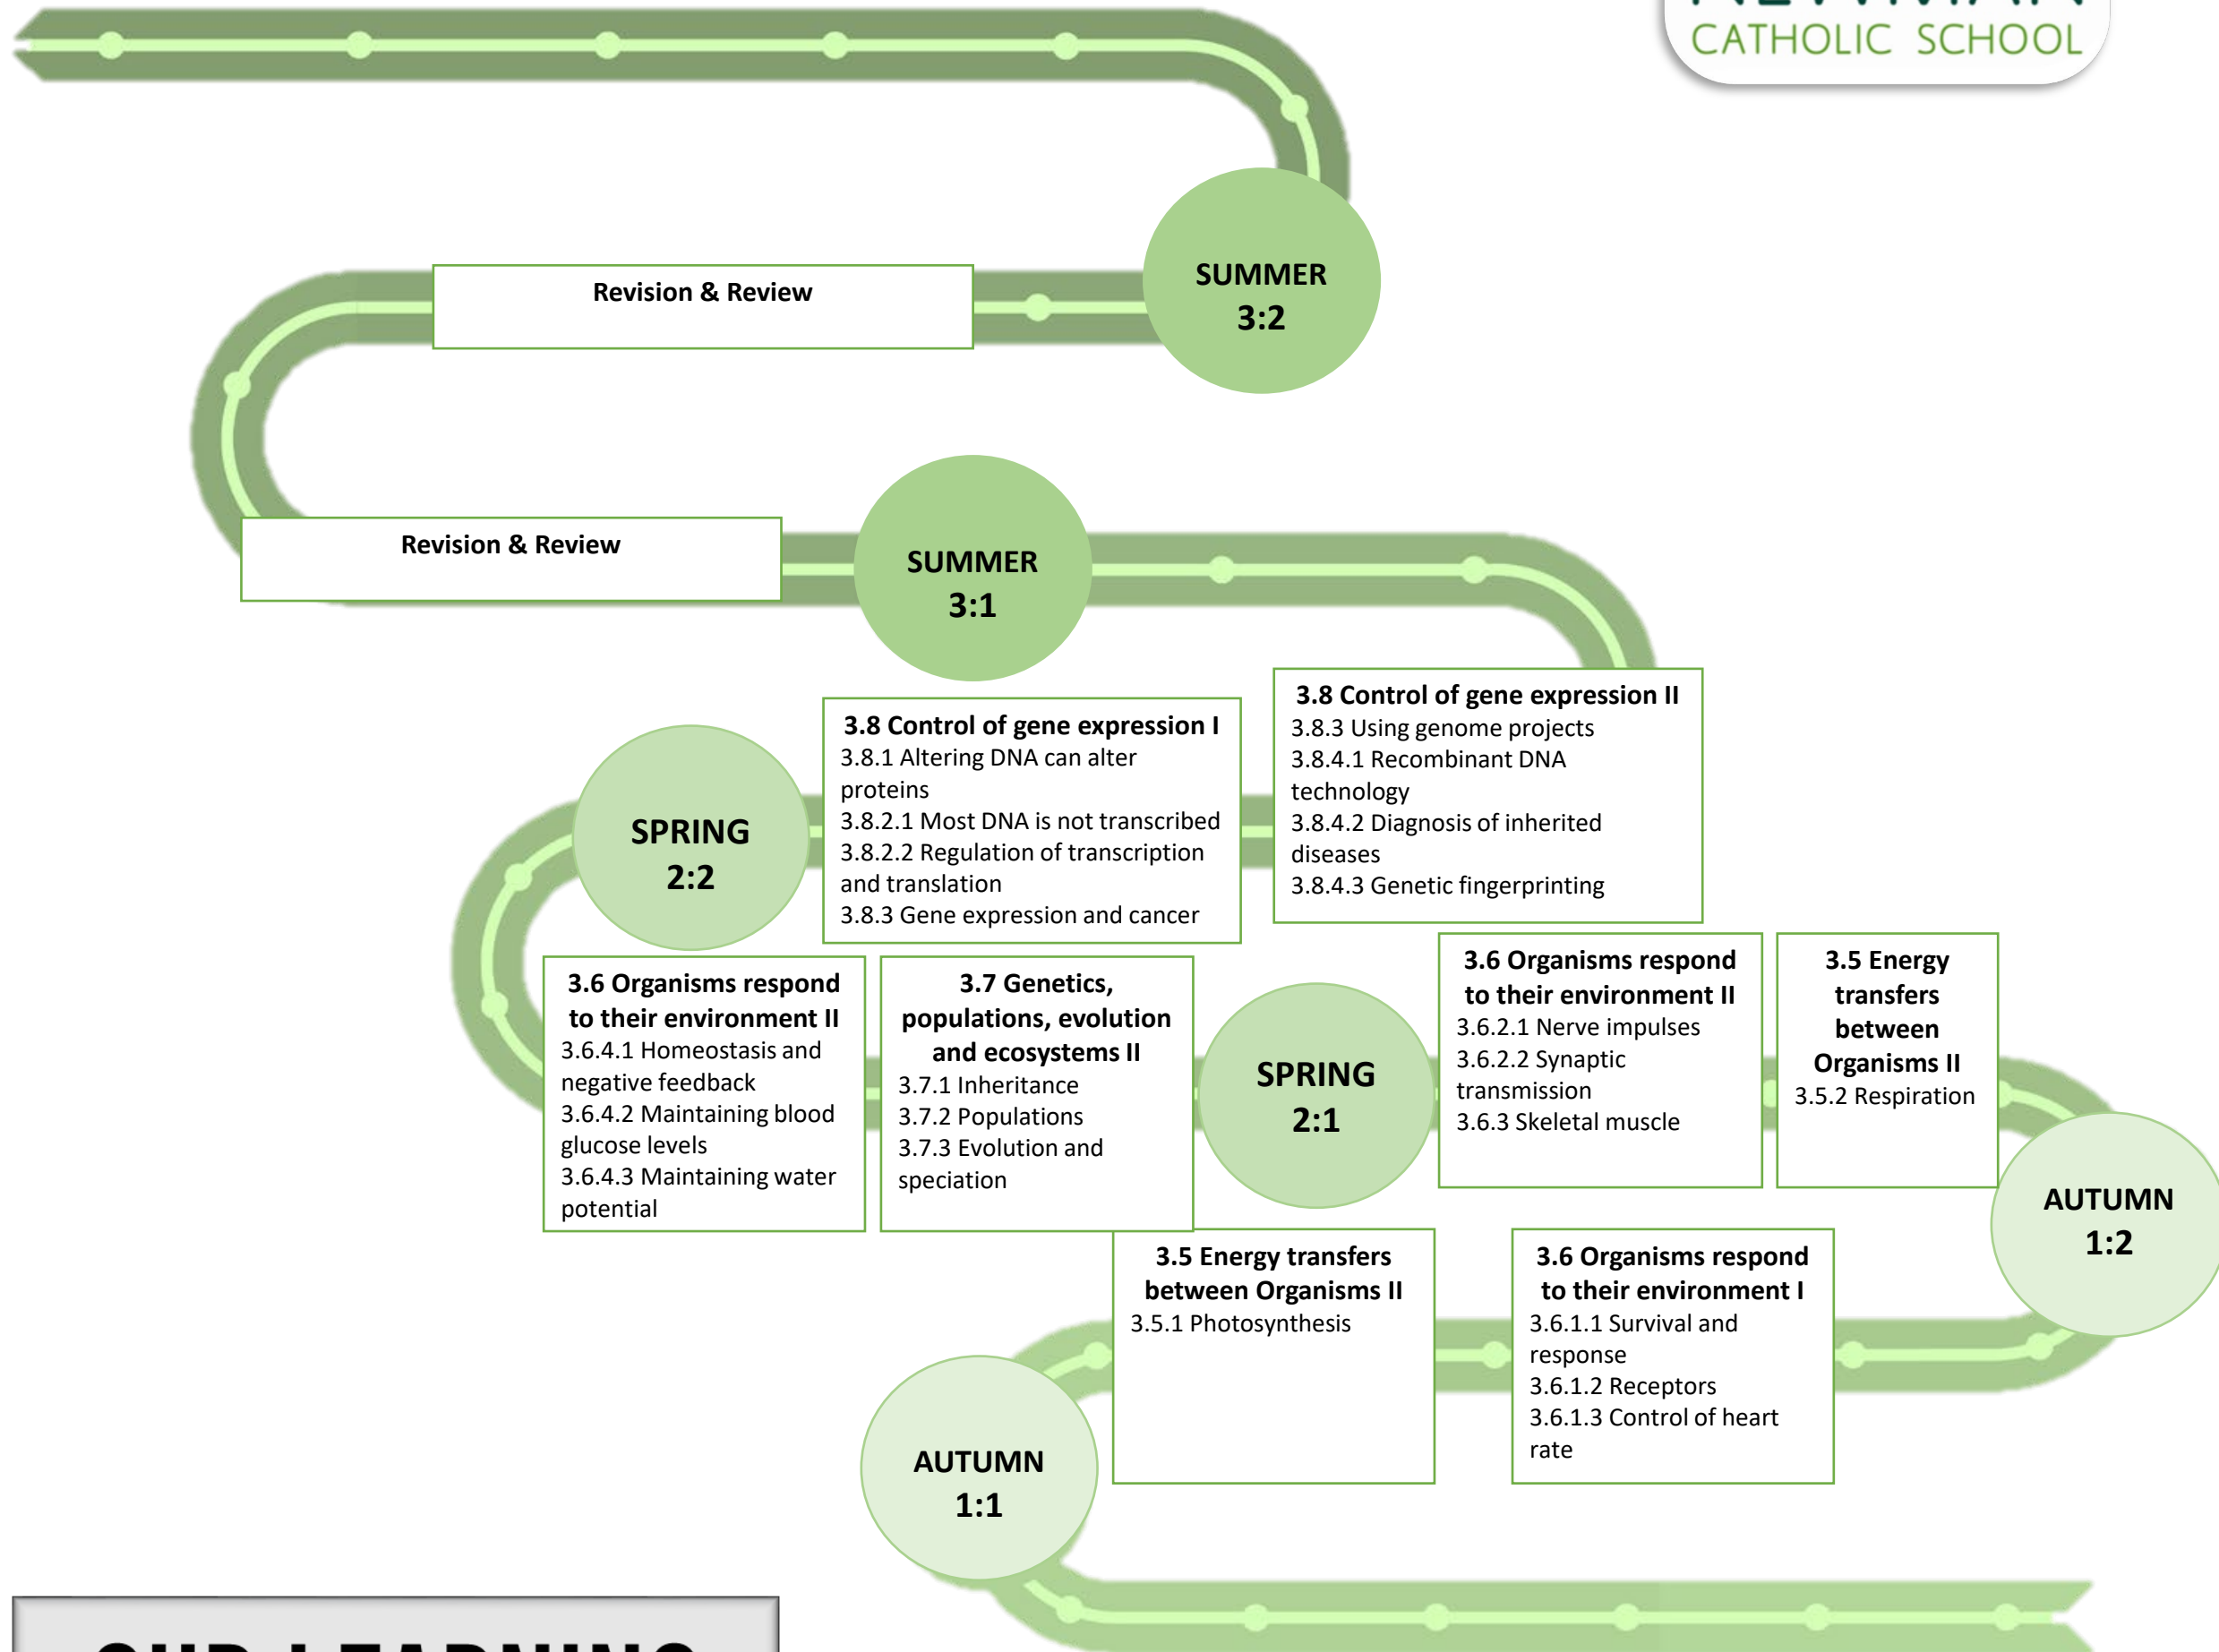 NEWMAN
CATHOLIC SCHOOL
SUMMER
3:2
Revision & Review
Revision & Review
SUMMER
3:1
3.8 Control of gene expression II
3.8.3 Using genome projects
3.8.4.1 Recombinant DNA
technology
3.8.4.2 Diagnosis of inherited
diseases
3.8.4.3 Genetic fingerprinting
3.8 Control of gene expression I
3.8.1 Altering DNA can alter
proteins
3.8.2.1 Most DNA is not transcribed
3.8.2.2 Regulation of transcription
and translation
3.8.3 Gene expression and cancer
SPRING
2:2
3.6 Organisms respond
to their environment II
3.6.4.1 Homeostasis and
negative feedback
3.6.4.2 Maintaining blood
glucose levels
3.6.4.3 Maintaining water
potential
3.7 Genetics,
populations, evolution
and ecosystems II
3.7.1 Inheritance
3.7.2 Populations
3.7.3 Evolution and
speciation
SPRING
2:1
3.6 Organisms respond
to their environment II
3.6.2.1 Nerve impulses
3.6.2.2 Synaptic
transmission
3.6.3 Skeletal muscle
3.5 Energy
transfers
between
Organisms II
3.5.2 Respiration
AUTUMN
1:2
3.5 Energy transfers
between Organisms II
3.5.1 Photosynthesis
3.6 Organisms respond
to their environment I
3.6.1.1 Survival and
response
3.6.1.2 Receptors
3.6.1.3 Control of heart
rate
AUTUMN
1:1
OUR LEARNING